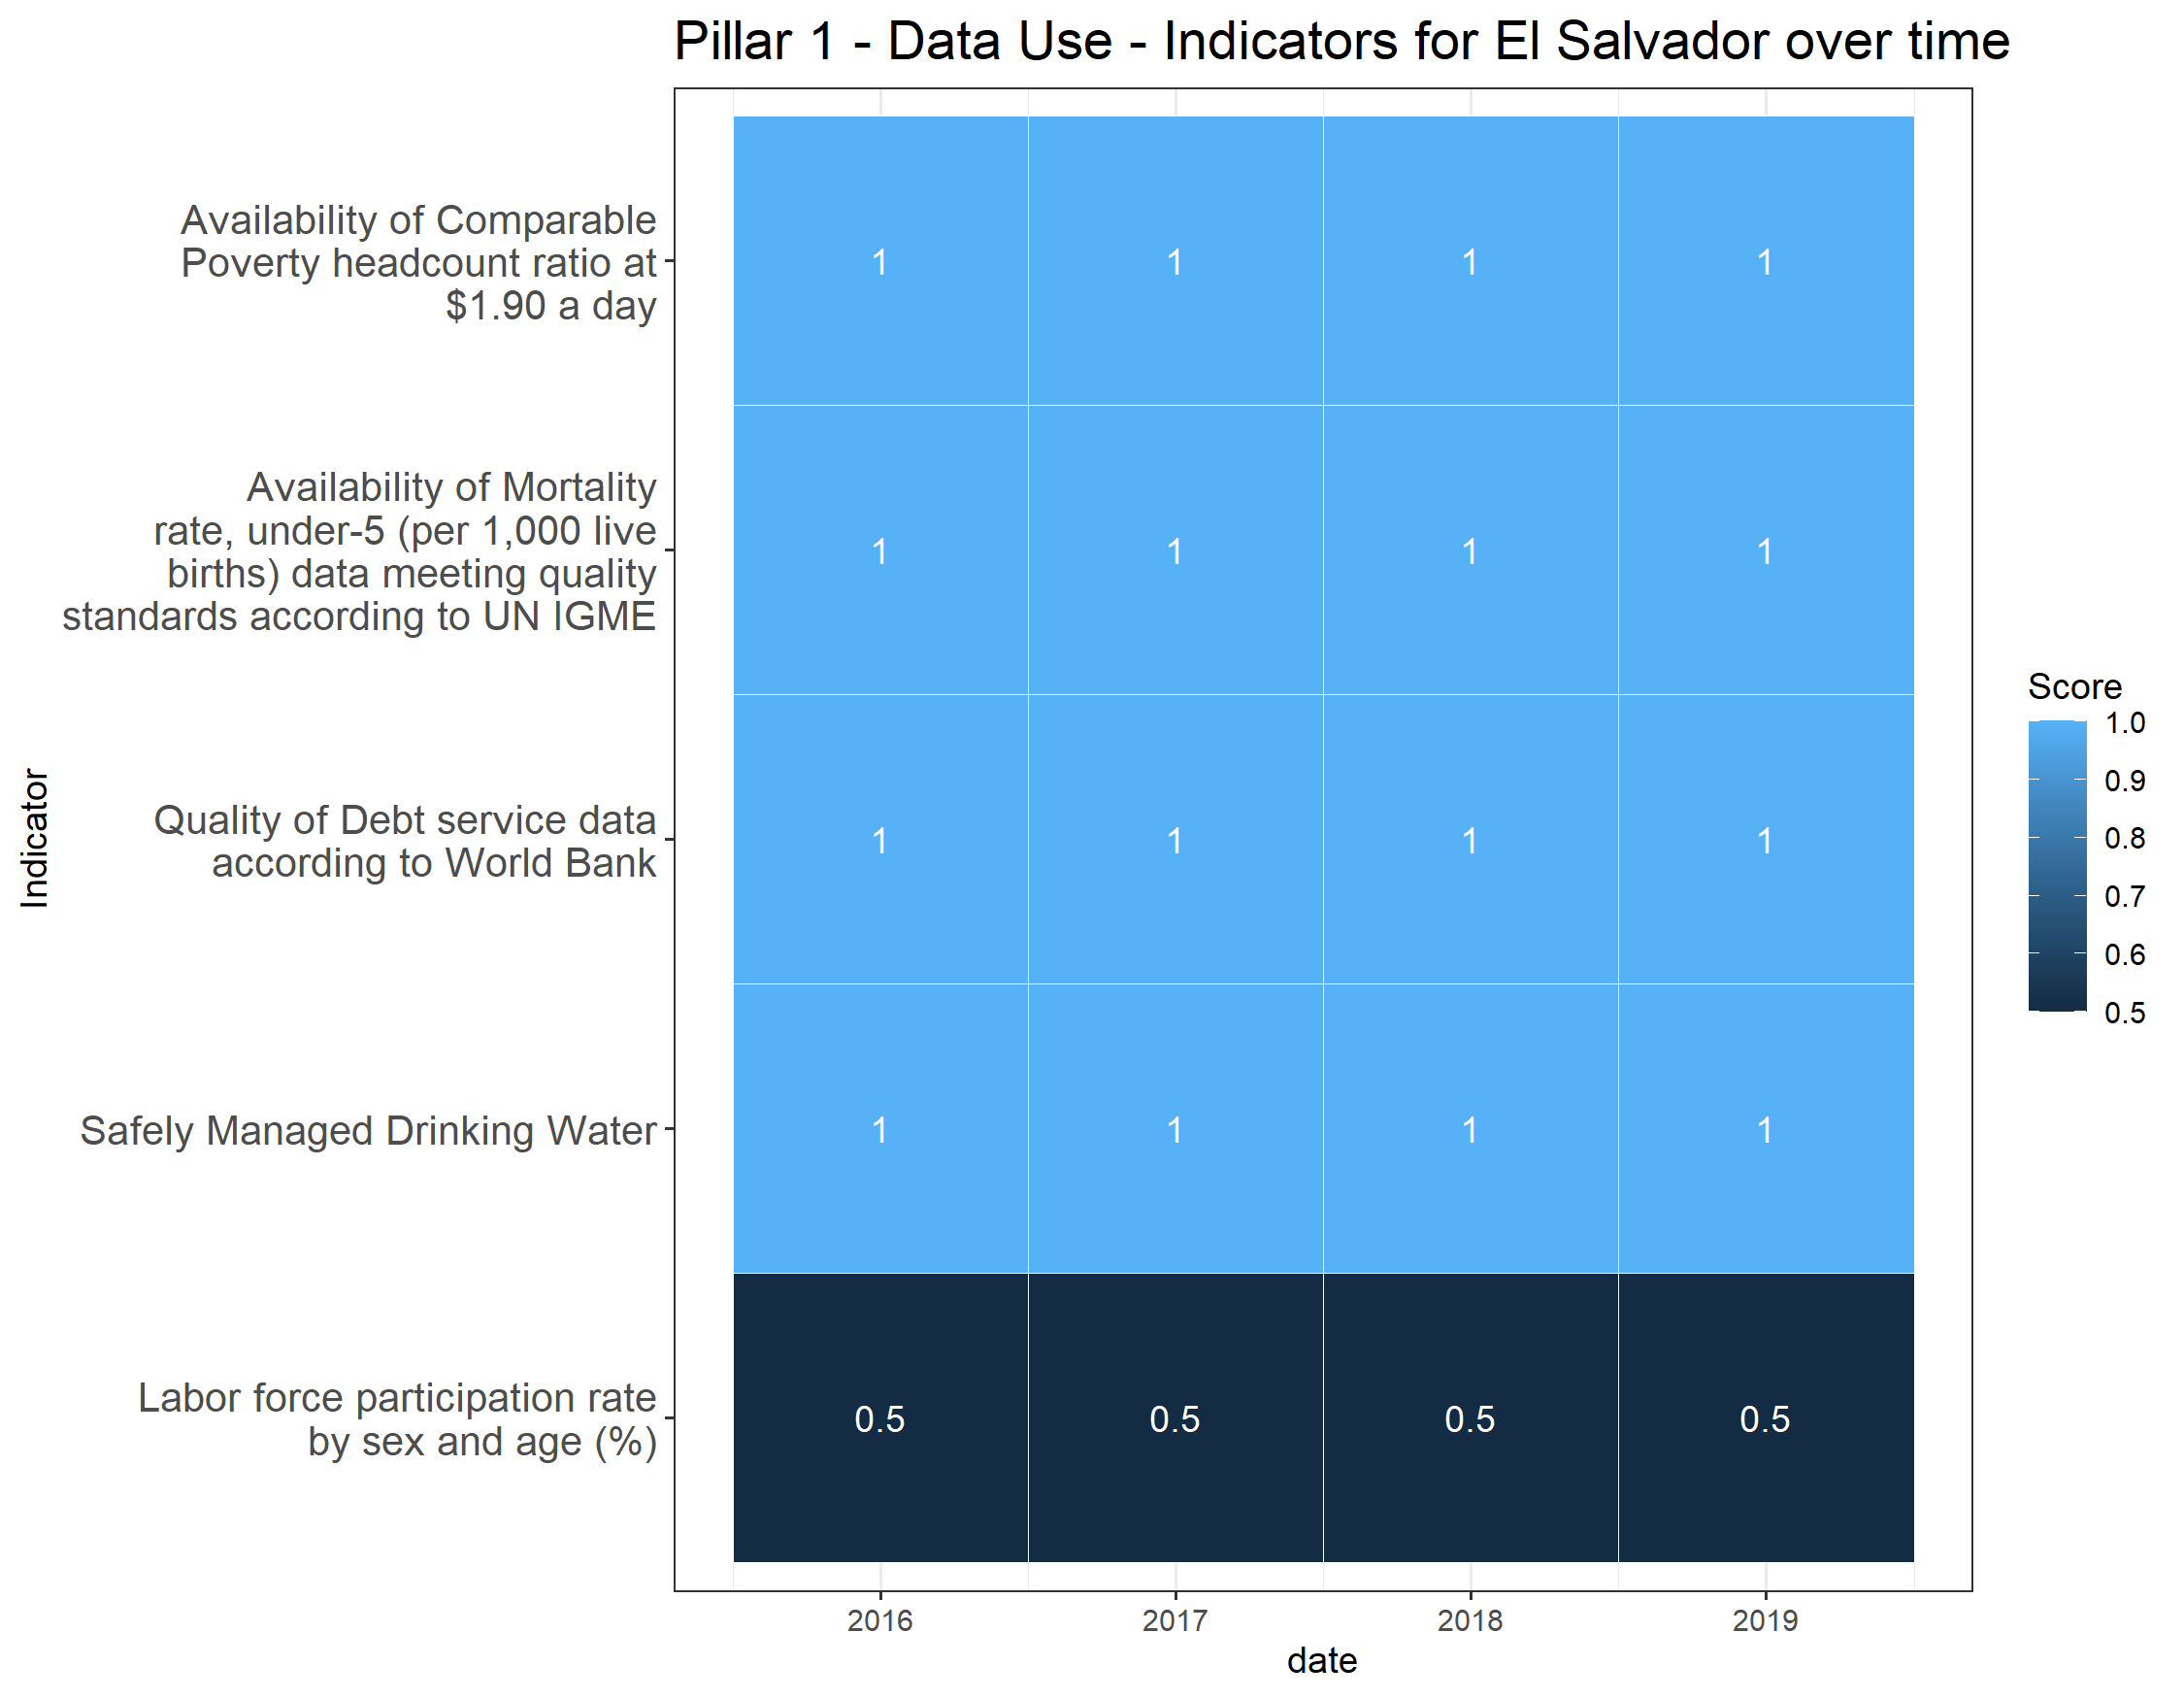 Pillar 1 - Data Use - Indicators for El Salvador over time
Indicator
Availability of Comparable
Poverty headcount ratio at
$1.90 a day
1 1 1 1
Availability of Mortality
rate, under-5 (per 1,000 live
births) data meeting quality
standards according to UN IGME
1 1 1 1
Quality of Debt service data
according to World Bank
1 1 1 1
Safely Managed Drinking Water
1 1 1 1
Labor force participation rate
by sex and age (%)
0.5 0.5 0.5 0.5
2016 2017 2018 2019
date
Score
1.0
0.9
0.8
0.7
0.6
0.5